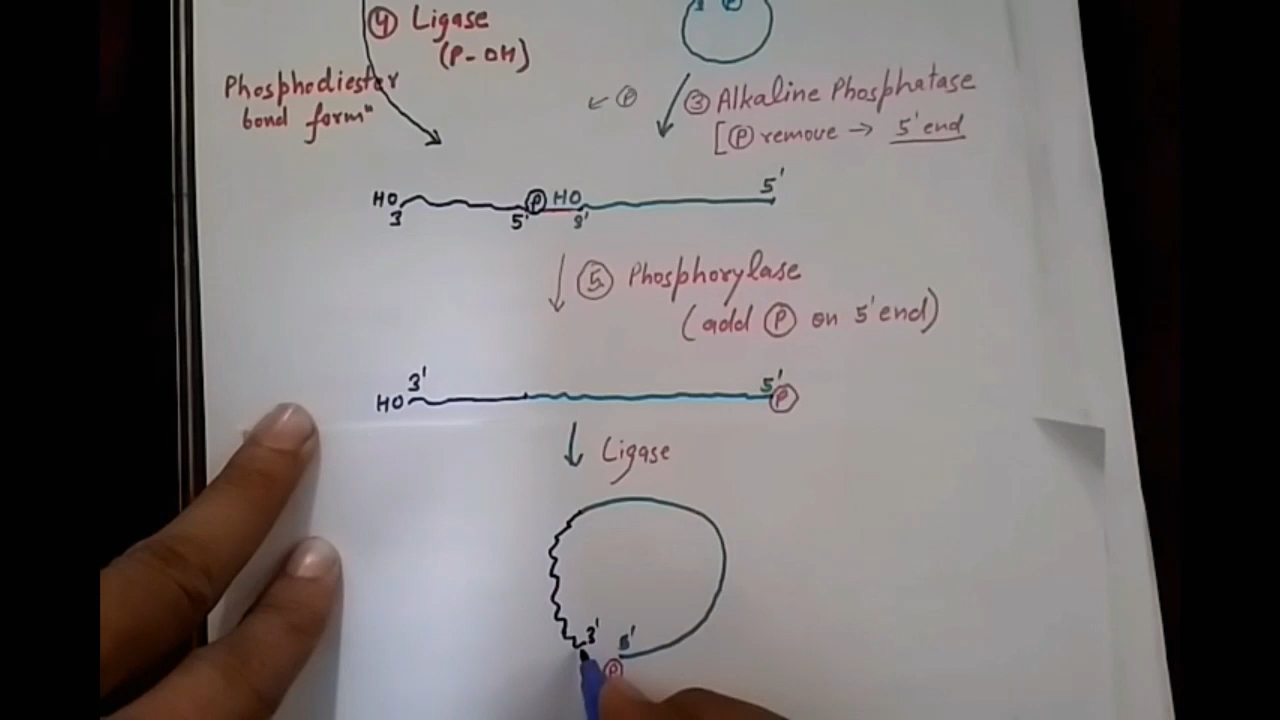 ④ Ligase
(P-OH)
Phosphodiester
bond formⁿ
← Ⓟ
③ Alkaline Phosphatase
[Ⓟ remove → 5' end
HO 3 5' Ⓟ HO 3' 5'
↓ ⑤ Phosphorylase
(add Ⓟ on 5' end)
HO 3' 5' Ⓟ
↓ Ligase
3' 5'
Ⓟ